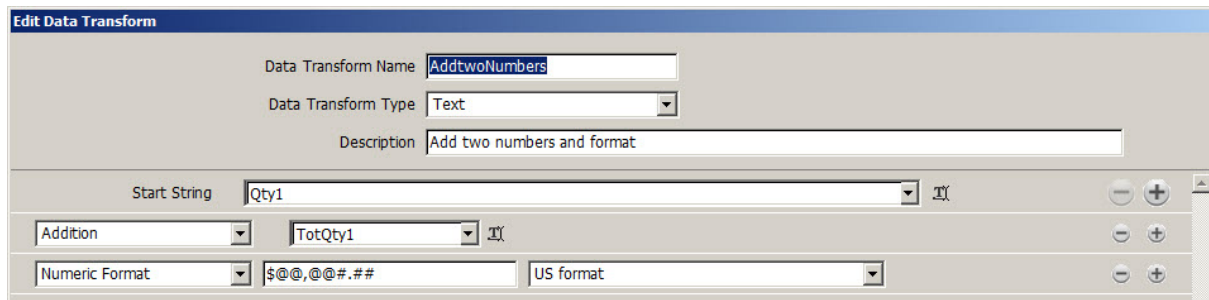 Edit Data Transform
Data Transform Name AddtwoNumbers
Data Transform Type Text
Description Add two numbers and format
Start String Qty1
Addition TotQty1
Numeric Format $@@,@@#.## US format